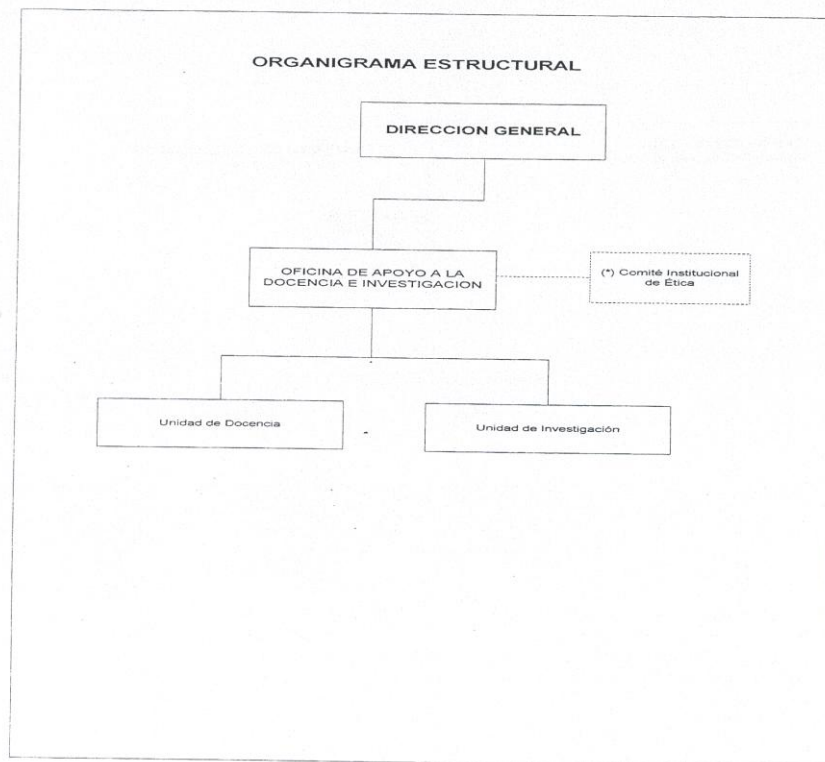 ORGANIGRAMA ESTRUCTURAL
DIRECCION GENERAL
OFICINA DE APOYO A LA
DOCENCIA E INVESTIGACION
(*) Comité Institucional
de Ética
Unidad de Docencia
Unidad de Investigación